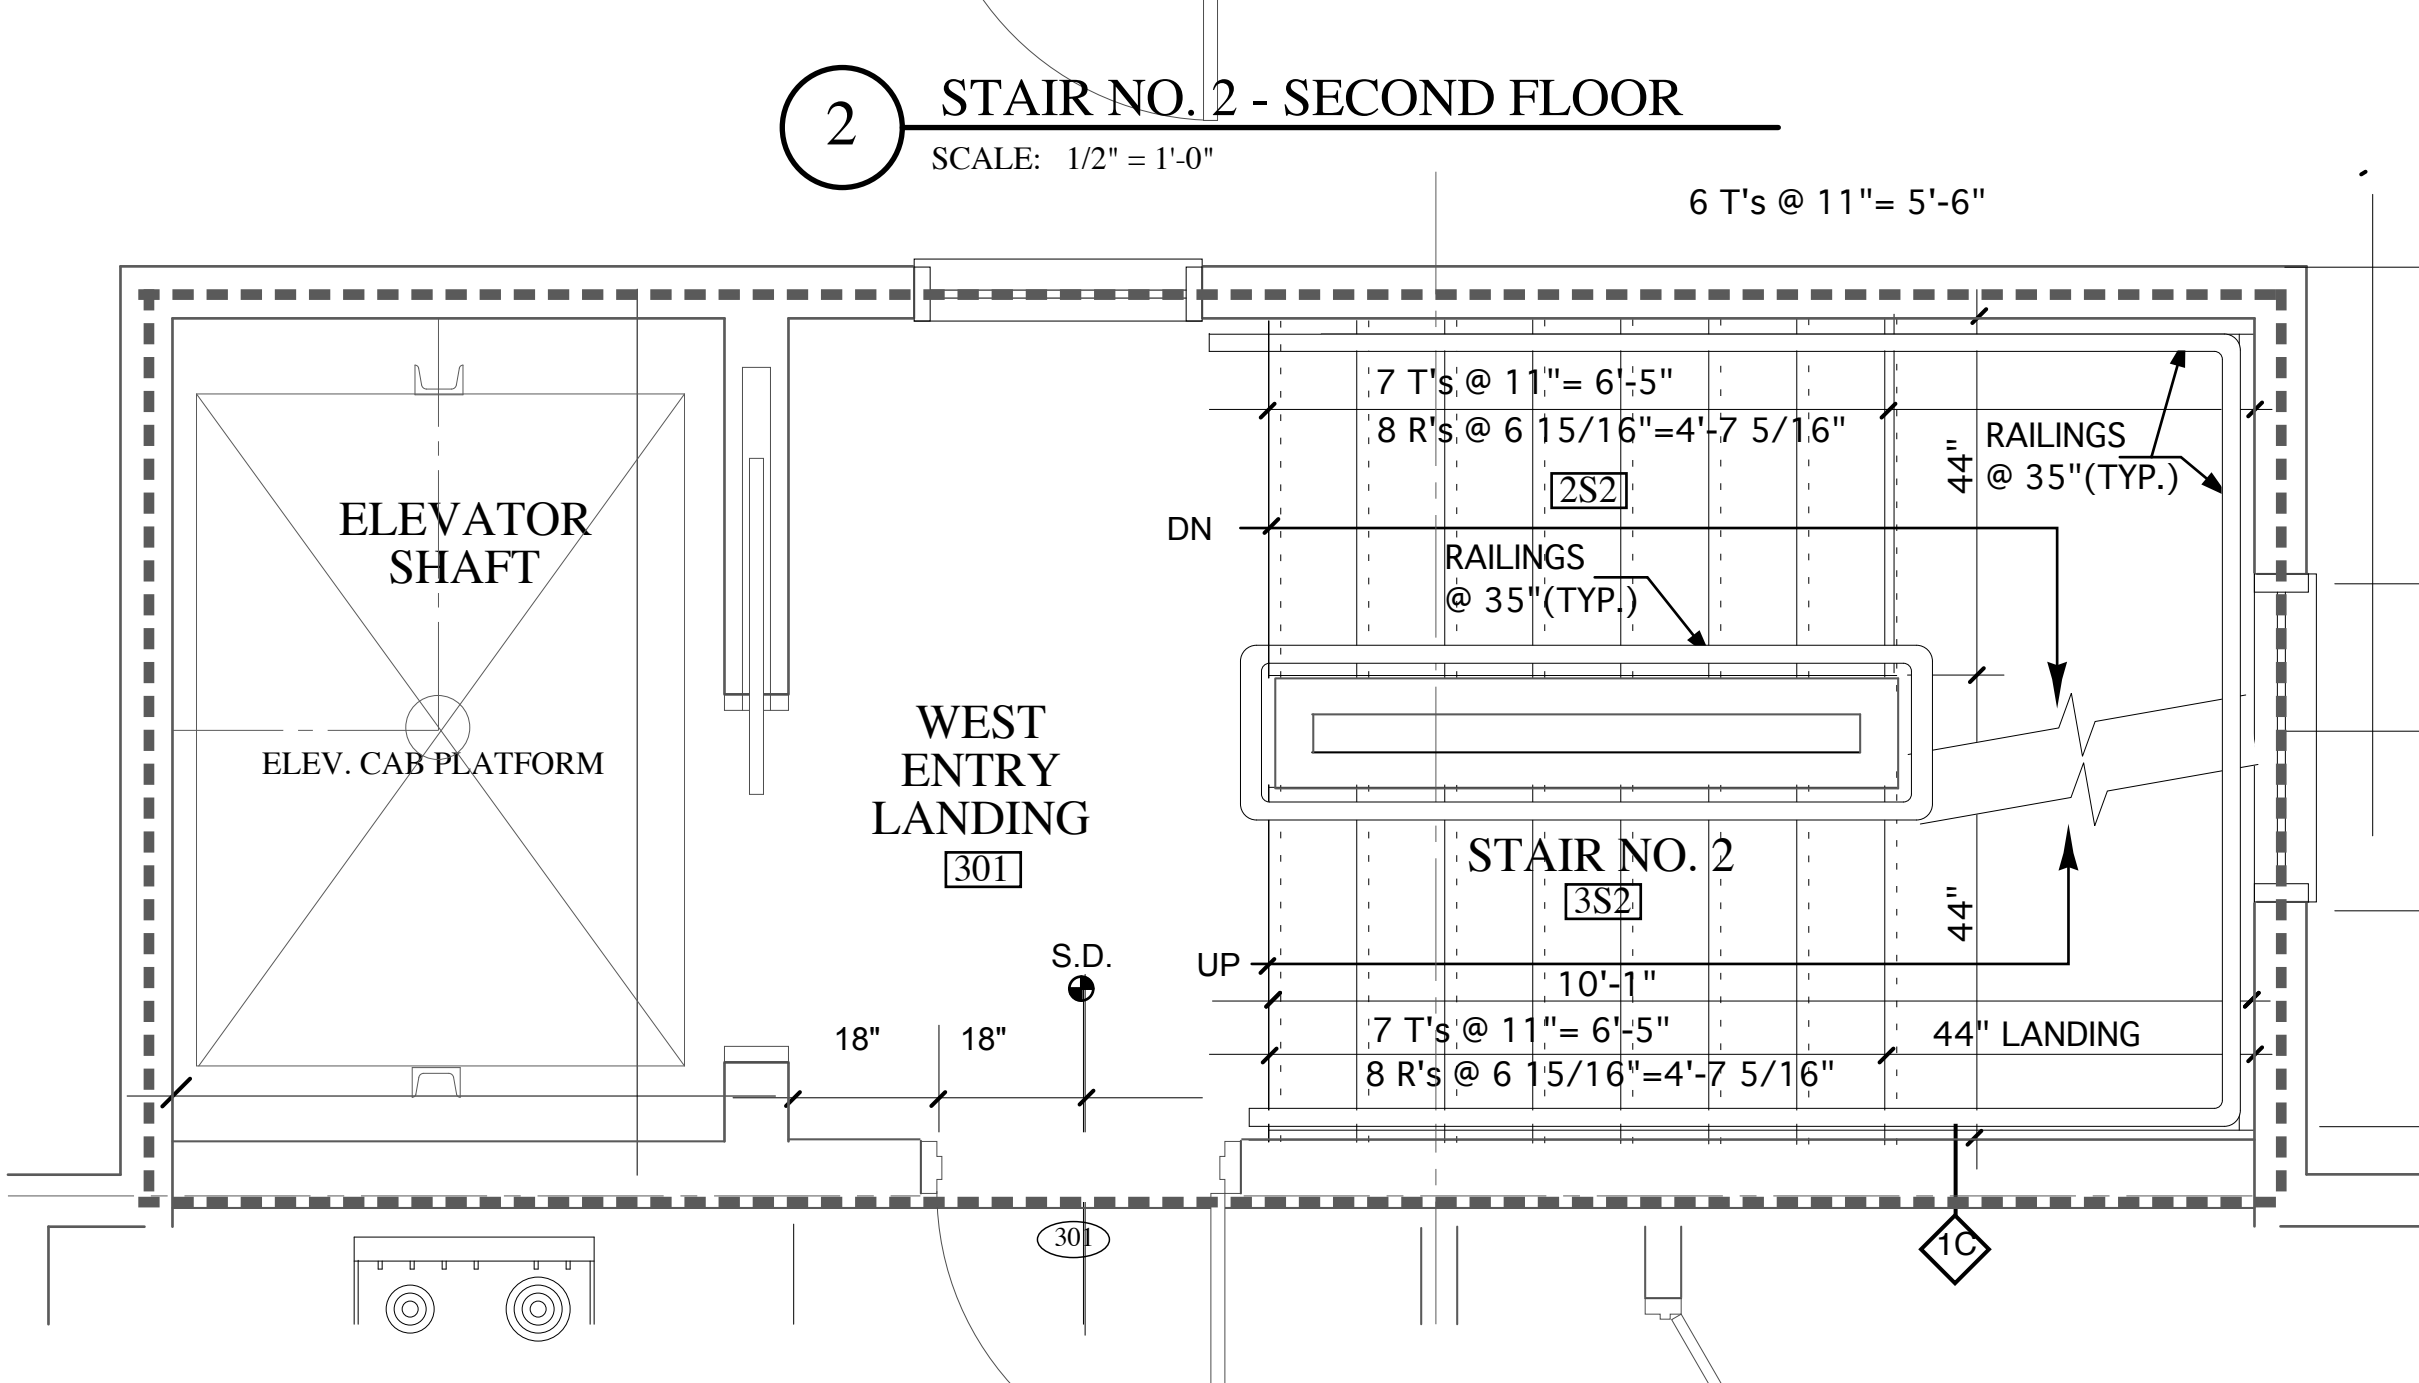 2
STAIR NO. 2 - SECOND FLOOR
SCALE: 1/2" = 1'-0"
6 T's @ 11"= 5'-6"
7 T's @ 11"= 6'-5"
8 R's @ 6 15/16"=4'-7 5/16"
44"
RAILINGS
@ 35"(TYP.)
2S2
DN
RAILINGS
@ 35"(TYP.)
ELEVATOR
SHAFT
ELEV. CAB PLATFORM
WEST
ENTRY
LANDING
301
STAIR NO. 2
3S2
44"
S.D.
UP
10'-1"
18"
18"
7 T's @ 11"= 6'-5"
44" LANDING
8 R's @ 6 15/16"=4'-7 5/16"
301
1C